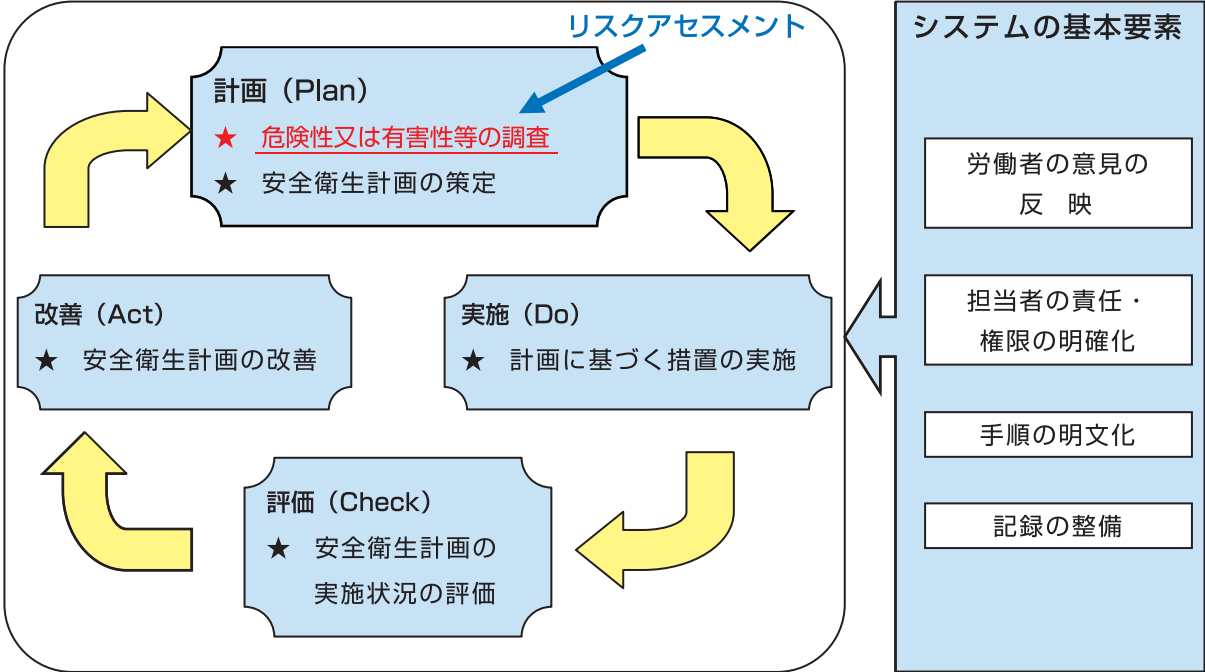 リスクアセスメント
計画（Plan）
★　危険性又は有害性等の調査
★　安全衛生計画の策定
実施（Do）
★　計画に基づく措置の実施
評価（Check）
★　安全衛生計画の
実施状況の評価
改善（Act）
★　安全衛生計画の改善
システムの基本要素
労働者の意見の
反　映
担当者の責任・
権限の明確化
手順の明文化
記録の整備